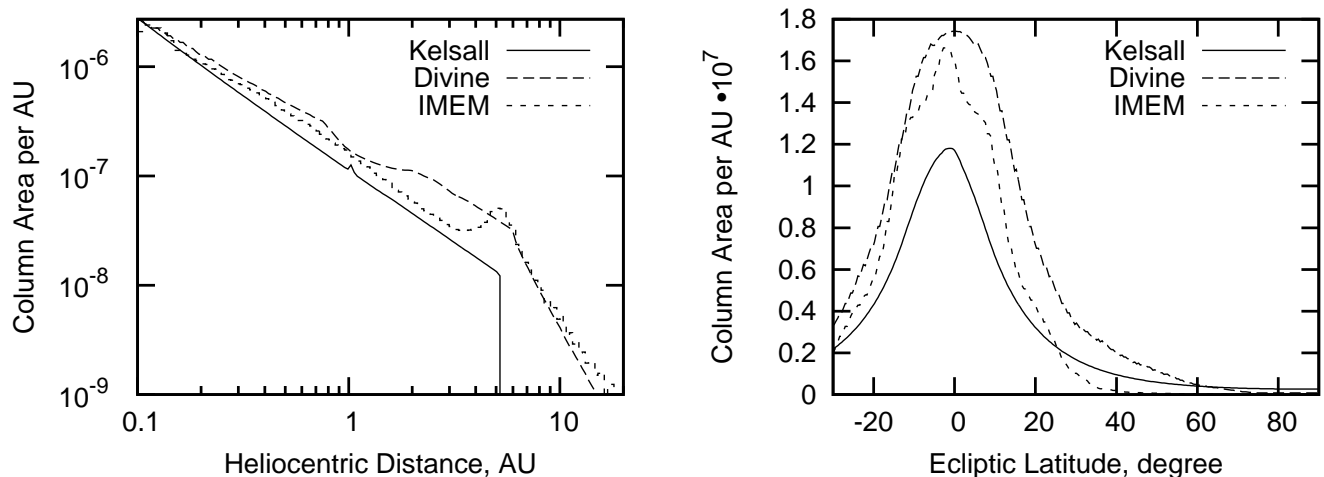 Column Area per AU
10^-6
10^-7
10^-8
10^-9
Kelsall
Divine
IMEM
0.1
1
10
Heliocentric Distance, AU
Column Area per AU •10^7
1.8
1.6
1.4
1.2
1
0.8
0.6
0.4
0.2
0
Kelsall
Divine
IMEM
-20
0
20
40
60
80
Ecliptic Latitude, degree